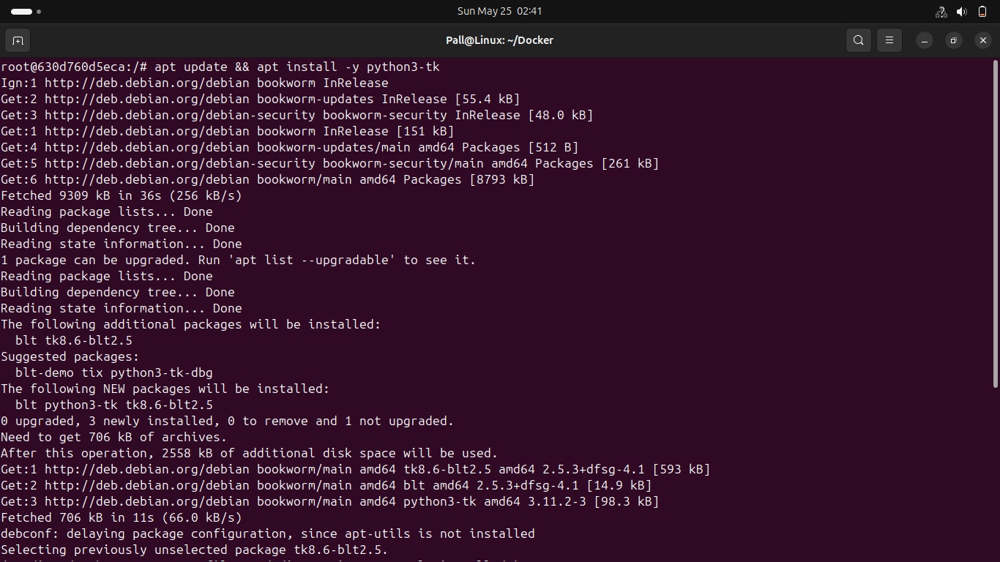 Sun May 25 02:41
Pall@Linux: ~/Docker
root@630d760d5eca:/# apt update && apt install -y python3-tk
Ign:1 http://deb.debian.org/debian bookworm InRelease
Get:2 http://deb.debian.org/debian bookworm-updates InRelease [55.4 kB]
Get:3 http://deb.debian.org/debian-security bookworm-security InRelease [48.0 kB]
Get:1 http://deb.debian.org/debian bookworm InRelease [151 kB]
Get:4 http://deb.debian.org/debian bookworm-updates/main amd64 Packages [512 B]
Get:5 http://deb.debian.org/debian-security bookworm-security/main amd64 Packages [261 kB]
Get:6 http://deb.debian.org/debian bookworm/main amd64 Packages [8793 kB]
Fetched 9309 kB in 36s (256 kB/s)
Reading package lists... Done
Building dependency tree... Done
Reading state information... Done
1 package can be upgraded. Run 'apt list --upgradable' to see it.
Reading package lists... Done
Building dependency tree... Done
Reading state information... Done
The following additional packages will be installed:
  blt tk8.6-blt2.5
Suggested packages:
  blt-demo tix python3-tk-dbg
The following NEW packages will be installed:
  blt python3-tk tk8.6-blt2.5
0 upgraded, 3 newly installed, 0 to remove and 1 not upgraded.
Need to get 706 kB of archives.
After this operation, 2558 kB of additional disk space will be used.
Get:1 http://deb.debian.org/debian bookworm/main amd64 tk8.6-blt2.5 amd64 2.5.3+dfsg-4.1 [593 kB]
Get:2 http://deb.debian.org/debian bookworm/main amd64 blt amd64 2.5.3+dfsg-4.1 [14.9 kB]
Get:3 http://deb.debian.org/debian bookworm/main amd64 python3-tk amd64 3.11.2-3 [98.3 kB]
Fetched 706 kB in 11s (66.0 kB/s)
debconf: delaying package configuration, since apt-utils is not installed
Selecting previously unselected package tk8.6-blt2.5.